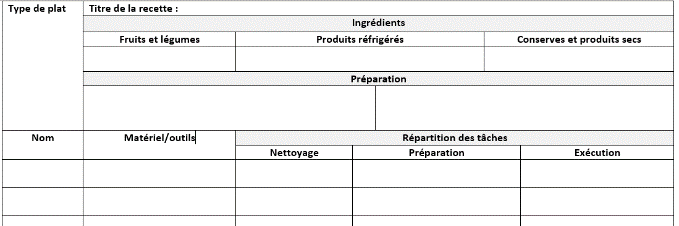 Type de plat
Titre de la recette :
Ingrédients
Fruits et légumes
Produits réfrigérés
Conserves et produits secs
Préparation
Nom
Matériel/outils
Répartition des tâches
Nettoyage
Préparation
Exécution